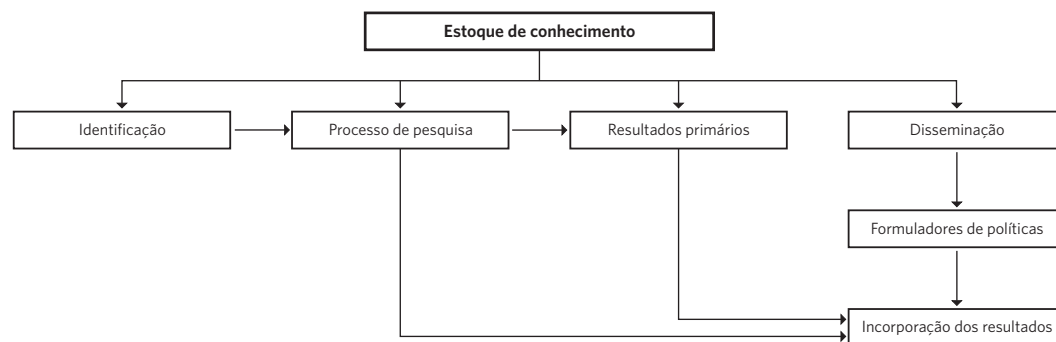 Estoque de conhecimento
Identificação
Processo de pesquisa
Resultados primários
Disseminação
Formuladores de políticas
Incorporação dos resultados